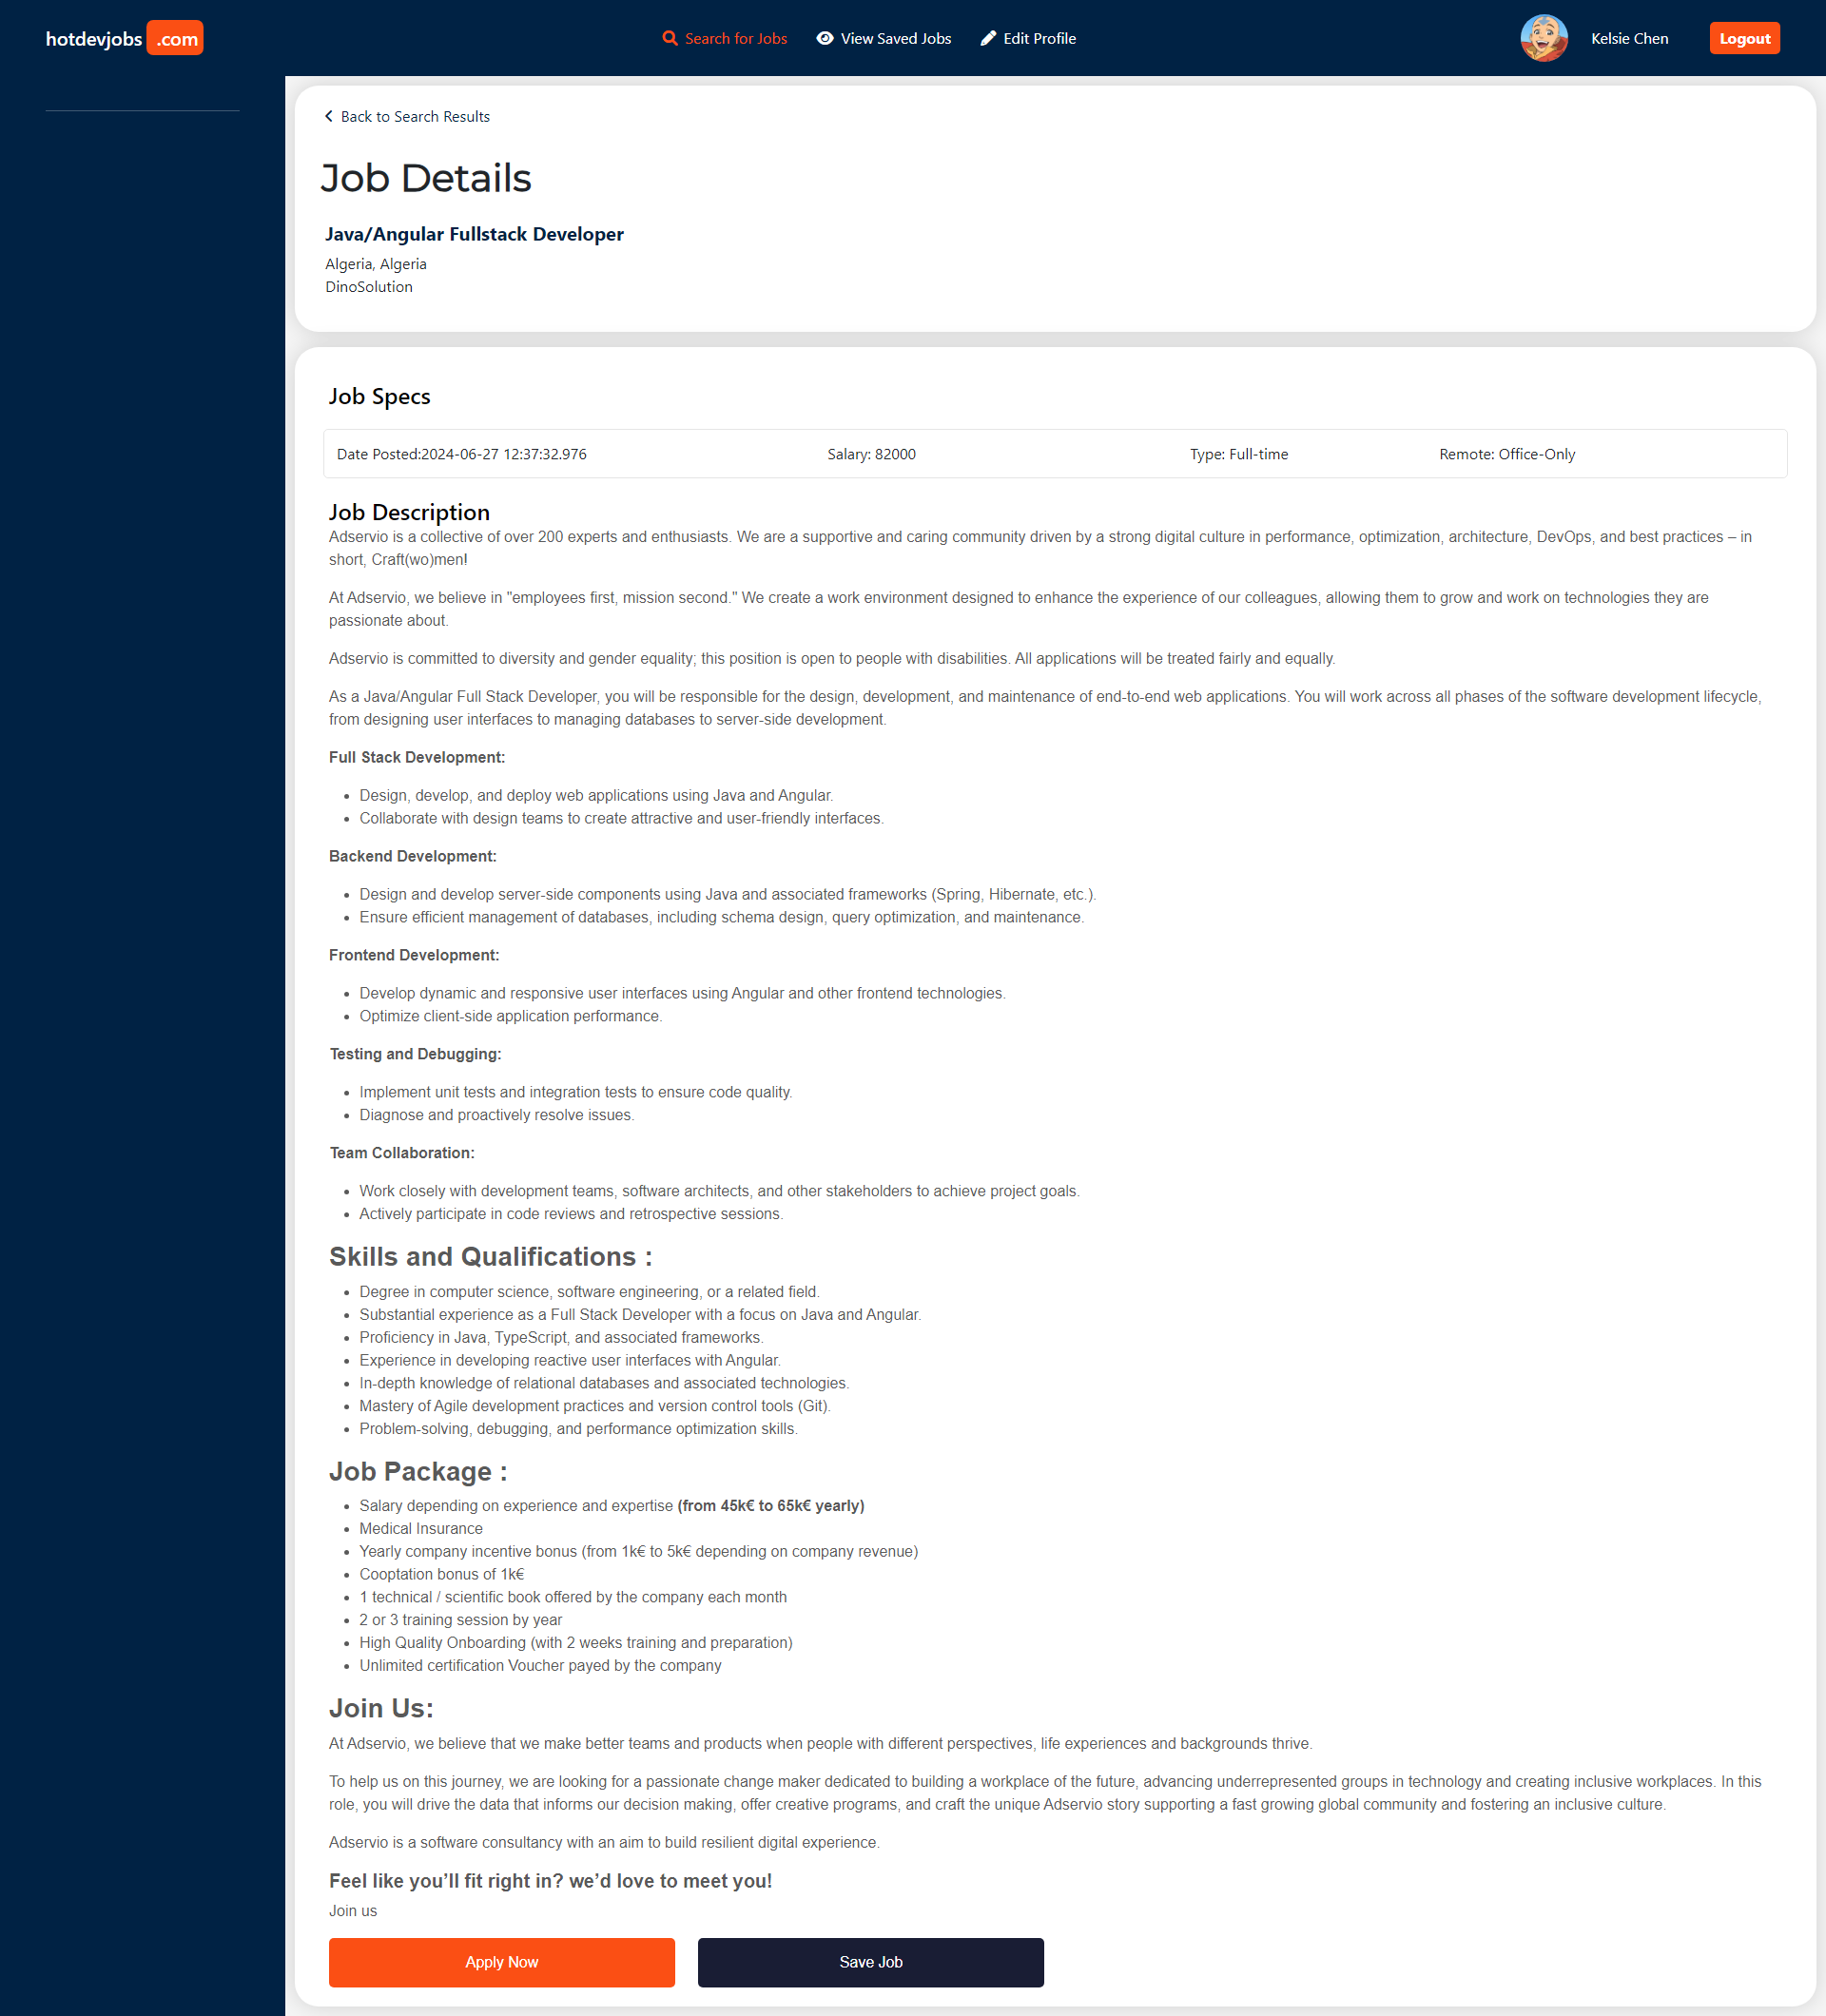 hotdevjobs .com
Search for Jobs View Saved Jobs Edit Profile
Kelsie Chen Logout
Back to Search Results
Job Details
Java/Angular Fullstack Developer
Algeria, Algeria
DinoSolution
Job Specs
Date Posted:2024-06-27 12:37:32.976 Salary: 82000 Type: Full-time Remote: Office-Only
Job Description
Adservio is a collective of over 200 experts and enthusiasts. We are a supportive and caring community driven by a strong digital culture in performance, optimization, architecture, DevOps, and best practices – in
short, Craft(wo)men!
At Adservio, we believe in "employees first, mission second." We create a work environment designed to enhance the experience of our colleagues, allowing them to grow and work on technologies they are
passionate about.
Adservio is committed to diversity and gender equality; this position is open to people with disabilities. All applications will be treated fairly and equally.
As a Java/Angular Full Stack Developer, you will be responsible for the design, development, and maintenance of end-to-end web applications. You will work across all phases of the software development lifecycle,
from designing user interfaces to managing databases to server-side development.
Full Stack Development:
• Design, develop, and deploy web applications using Java and Angular.
• Collaborate with design teams to create attractive and user-friendly interfaces.
Backend Development:
• Design and develop server-side components using Java and associated frameworks (Spring, Hibernate, etc.).
• Ensure efficient management of databases, including schema design, query optimization, and maintenance.
Frontend Development:
• Develop dynamic and responsive user interfaces using Angular and other frontend technologies.
• Optimize client-side application performance.
Testing and Debugging:
• Implement unit tests and integration tests to ensure code quality.
• Diagnose and proactively resolve issues.
Team Collaboration:
• Work closely with development teams, software architects, and other stakeholders to achieve project goals.
• Actively participate in code reviews and retrospective sessions.
Skills and Qualifications :
• Degree in computer science, software engineering, or a related field.
• Substantial experience as a Full Stack Developer with a focus on Java and Angular.
• Proficiency in Java, TypeScript, and associated frameworks.
• Experience in developing reactive user interfaces with Angular.
• In-depth knowledge of relational databases and associated technologies.
• Mastery of Agile development practices and version control tools (Git).
• Problem-solving, debugging, and performance optimization skills.
Job Package :
• Salary depending on experience and expertise (from 45k€ to 65k€ yearly)
• Medical Insurance
• Yearly company incentive bonus (from 1k€ to 5k€ depending on company revenue)
• Cooptation bonus of 1k€
• 1 technical / scientific book offered by the company each month
• 2 or 3 training session by year
• High Quality Onboarding (with 2 weeks training and preparation)
• Unlimited certification Voucher payed by the company
Join Us:
At Adservio, we believe that we make better teams and products when people with different perspectives, life experiences and backgrounds thrive.
To help us on this journey, we are looking for a passionate change maker dedicated to building a workplace of the future, advancing underrepresented groups in technology and creating inclusive workplaces. In this
role, you will drive the data that informs our decision making, offer creative programs, and craft the unique Adservio story supporting a fast growing global community and fostering an inclusive culture.
Adservio is a software consultancy with an aim to build resilient digital experience.
Feel like you’ll fit right in? we’d love to meet you!
Join us
Apply Now Save Job